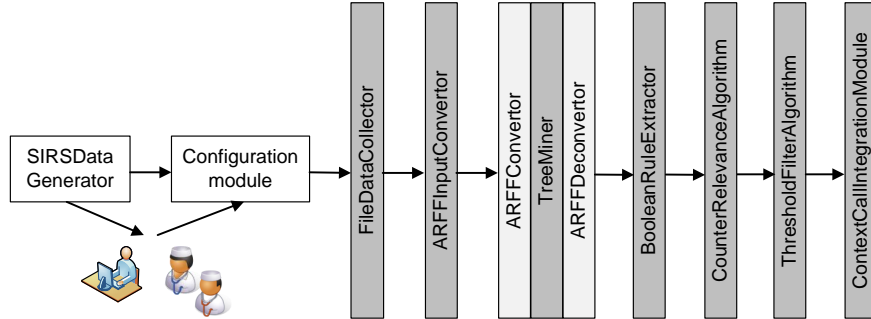 SIRSData
Generator
Configuration
module
FileDataCollector
ARFFInputConvertor
ARFFConvertor
TreeMiner
ARFFDeconvertor
BooleanRuleExtractor
CounterRelevanceAlgorithm
ThresholdFilterAlgorithm
ContextCallIntegrationModule